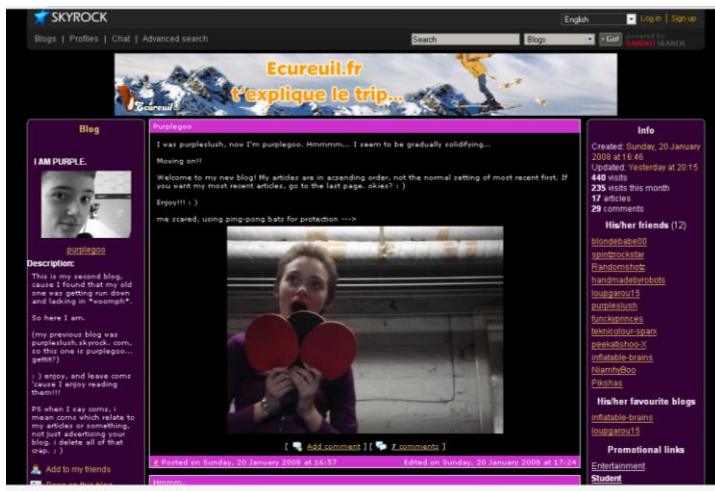 SKYROCK
English
Log in | Sign up
Blogs | Profiles | Chat | Advanced search
Search
Blogs
Go!
powered by
YAHOO! SEARCH
Ecureuil.fr
t'explique le trip...
Ecureuil
Blog
I AM PURPLE.
purplegoo
Description:
This is my second blog,
cause I found that my old
one was getting run down
and lacking in *woomph*.
So here I am.
(my previous blog was
purpleslush.skyrock. com,
so this one is purplegoo...
gettit?)
; ) enjoy, and leave coms
'cause I enjoy reading
them!!!
PS when I say coms, i
mean coms which relate to
my articles or something,
not just advertising your
blog. i delete all of that
crap. ; )
Add to my friends
Purplegoo
I was purpleslush, now I'm purplegoo. Hmmmm... I seem to be gradually solidifying...
Moving on!!
Welcome to my new blog! My articles are in acsending order, not the normal setting of most recent first. If
you want my most recent articles, go to the last page. okies? : )
Enjoy!!! : )
me scared, using ping-pong bats for protection --->
[ Add comment ] [ 7 comments ]
# Posted on Sunday, 20 January 2008 at 16:57
Edited on Sunday, 20 January 2008 at 17:24
Hmmm..
Info
Created: Sunday, 20 January
2008 at 16:46
Updated: Yesterday at 20:15
440 visits
235 visits this month
17 articles
29 comments
His/her friends (12)
blondebabe00
spintzrockstar
Randomshotz
handmadebyrobots
loupgarou15
purpleslush
funckyprinces
teknicolour-sparx
peekatishoo-X
inflatable-brains
NiamhyBoo
Pikshas
His/her favourite blogs
inflatable-brains
loupgarou15
Promotional links
Entertainment
Student